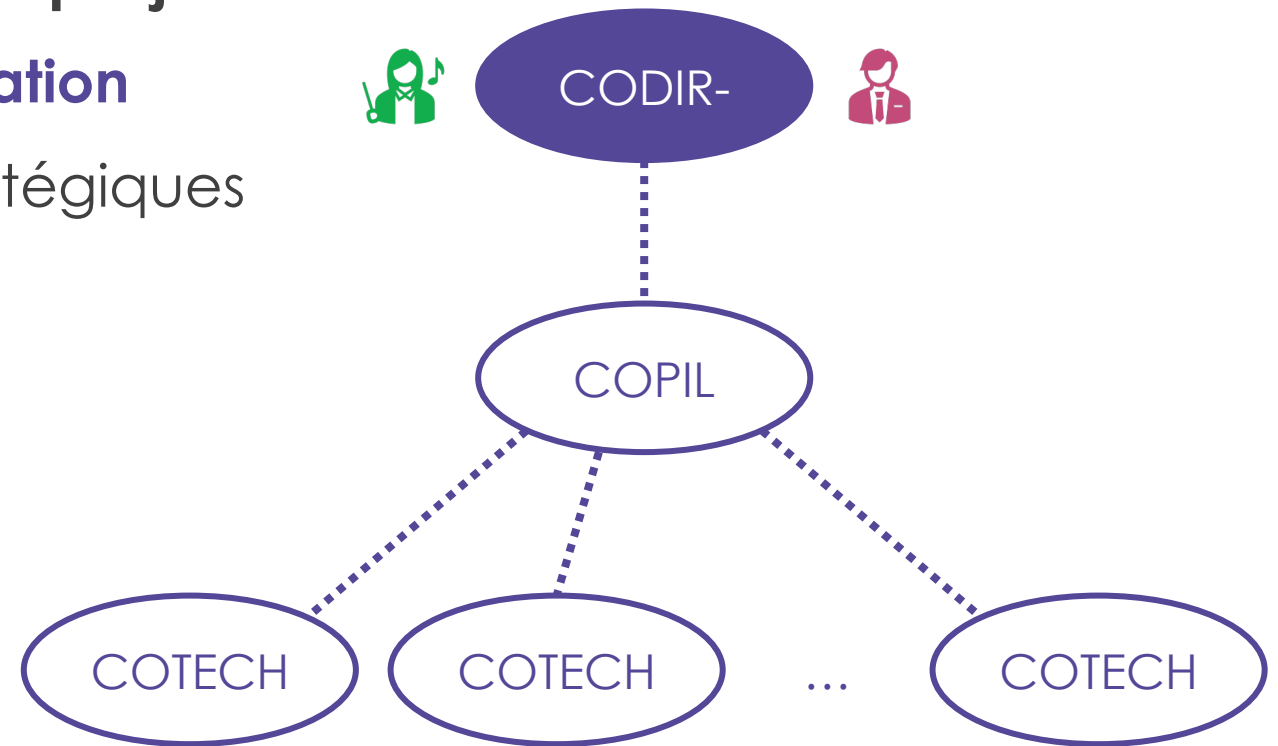 ation
tégiques
CODIR-
COPIL
COTECH
COTECH
...
COTECH